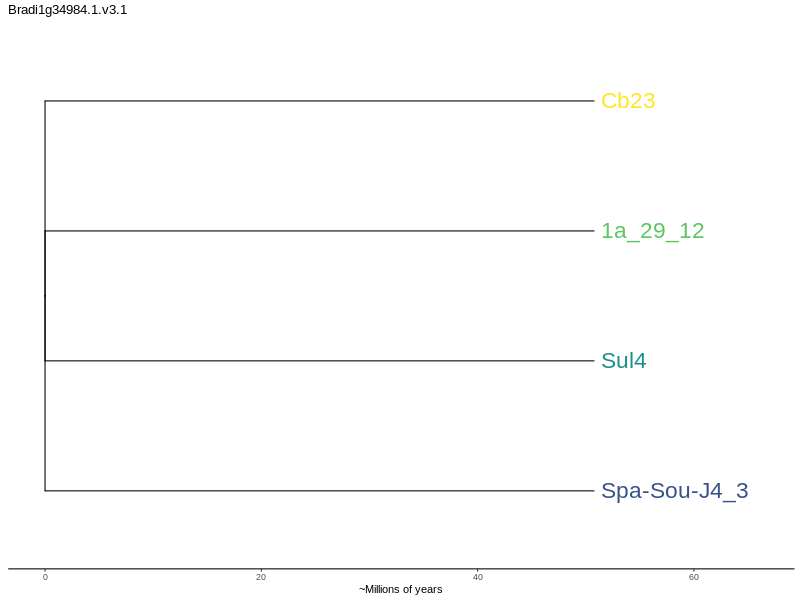 Bradi1g34984.1.v3.1
Cb23
1a_29_12
Sul4
Spa-Sou-J4_3
0 20 40 60
~Millions of years